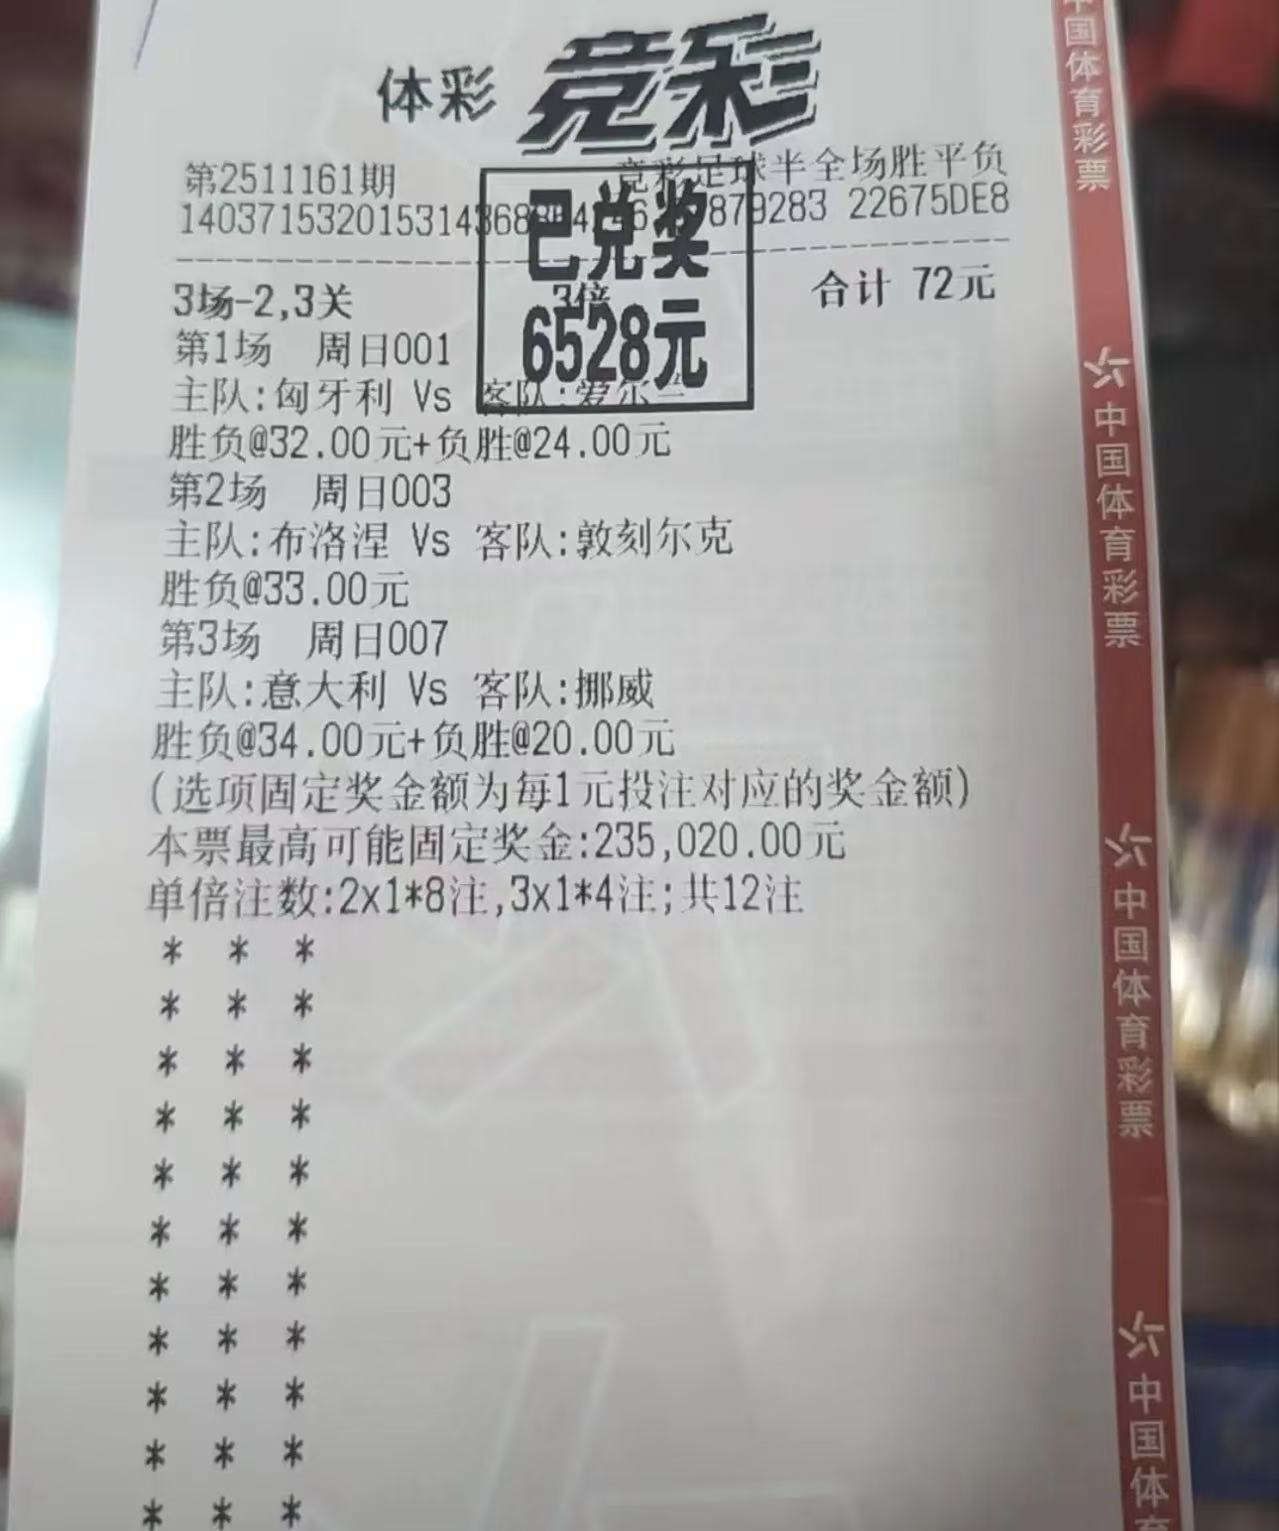 体彩 竞彩
第2511161期 竞彩足球半全场胜平负
14037153201531436888 879283 22675DE8
已兑奖
6528元
3场-2,3关 3倍 合计 72元
第1场 周日001
主队:匈牙利 Vs 客队:爱尔兰
胜负@32.00元+负胜@24.00元
第2场 周日003
主队:布洛涅 Vs 客队:敦刻尔克
胜负@33.00元
第3场 周日007
主队:意大利 Vs 客队:挪威
胜负@34.00元+负胜@20.00元
(选项固定奖金额为每1元投注对应的奖金额)
本票最高可能固定奖金:235,020.00元
单倍注数:2x1*8注,3x1*4注;共12注
* * *
* * *
* * *
* * *
* * *
* * *
* * *
* * *
* * *
* * *
* * *
中国体育彩票
中国体育彩票
中国体育彩票
中国体育